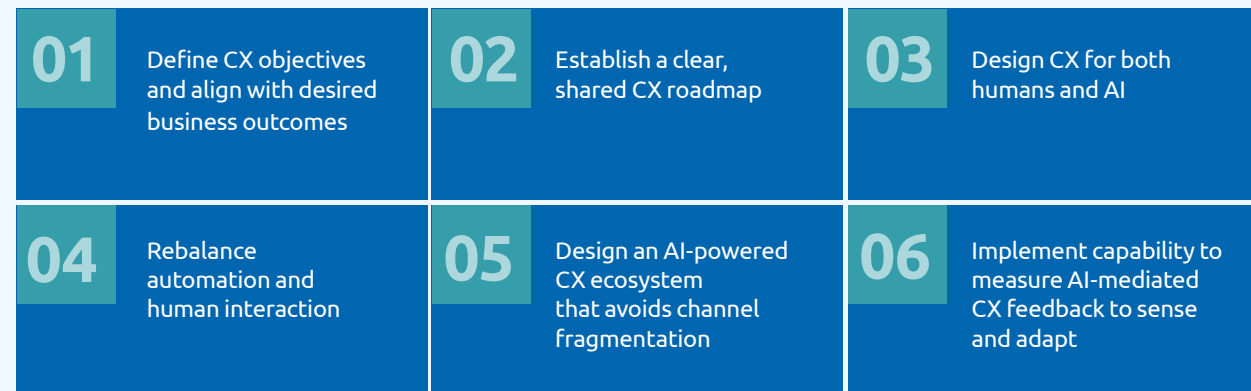 01
Define CX objectives
and align with desired
business outcomes
02
Establish a clear,
shared CX roadmap
03
Design CX for both
humans and AI
04
Rebalance
automation and
human interaction
05
Design an AI-powered
CX ecosystem
that avoids channel
fragmentation
06
Implement capability to
measure AI-mediated
CX feedback to sense
and adapt